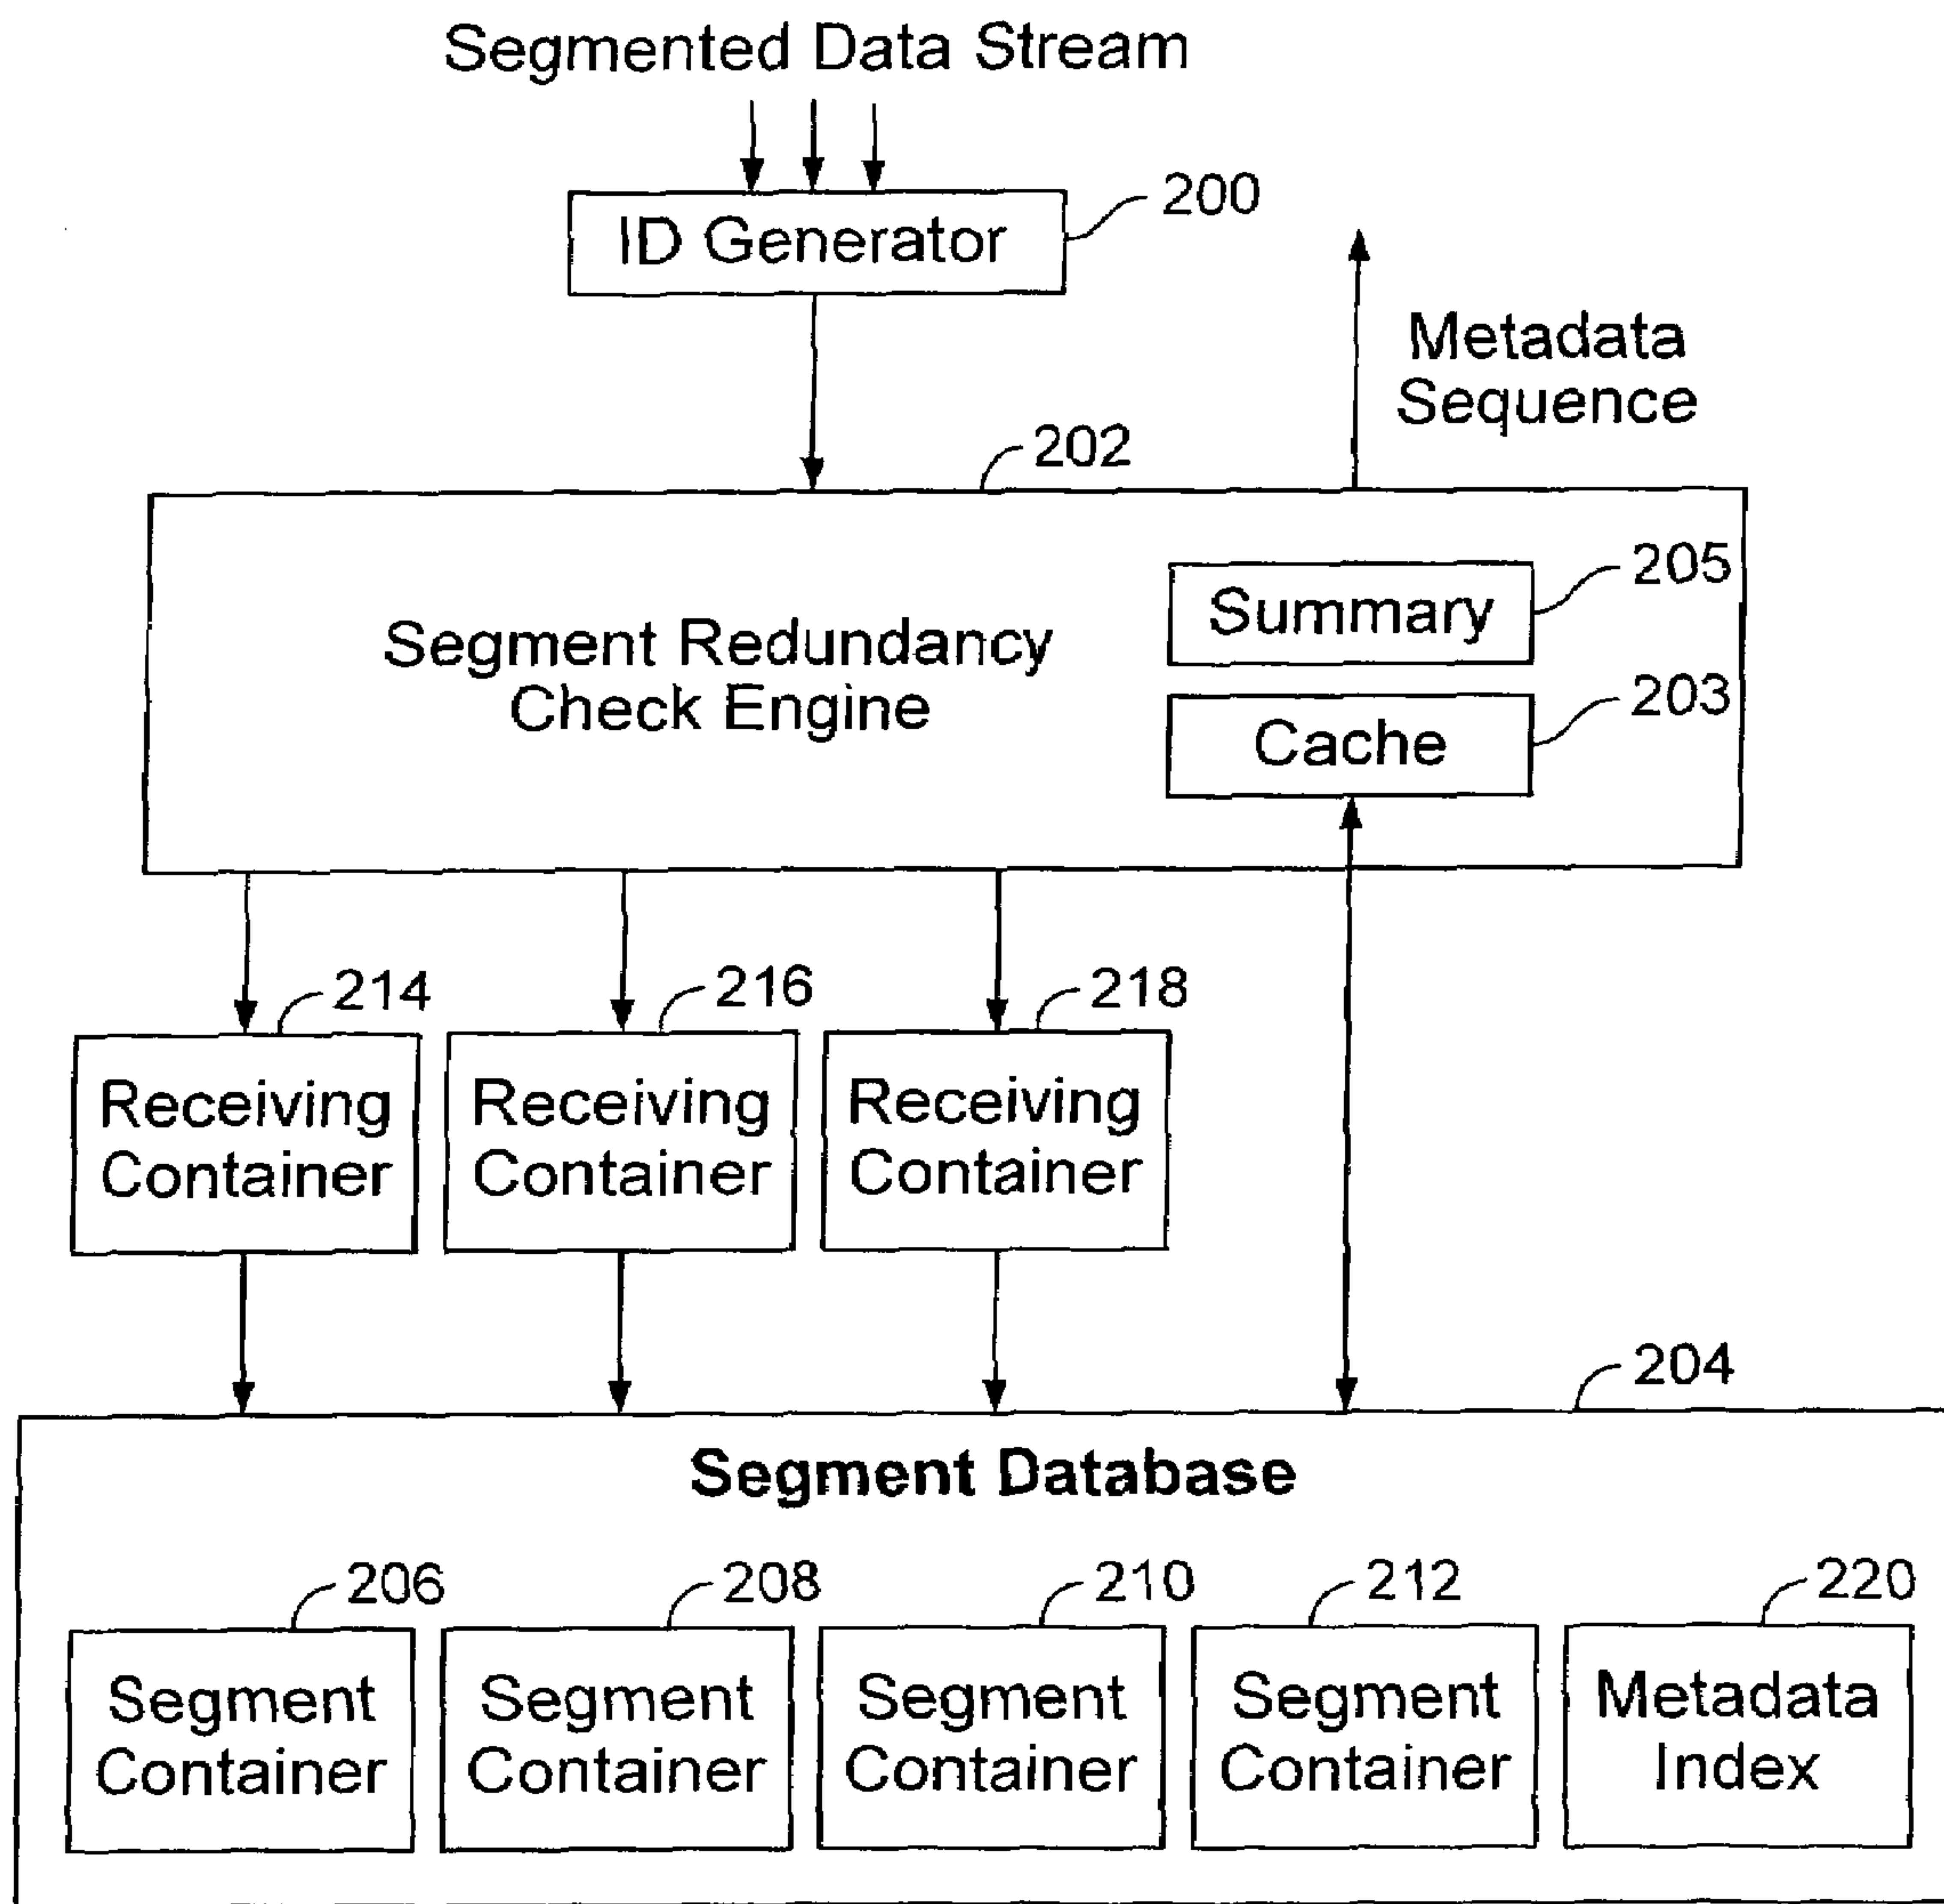 Segmented Data Stream
ID Generator
200
Metadata
Sequence
202
Segment Redundancy
Check Engine
Summary
205
Cache
203
214
216
218
Receiving
Container
Receiving
Container
Receiving
Container
204
Segment Database
206
208
210
212
220
Segment
Container
Segment
Container
Segment
Container
Segment
Container
Metadata
Index